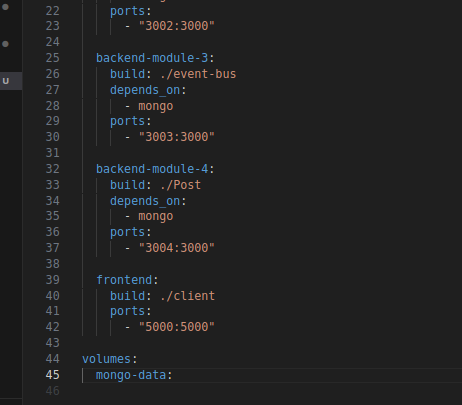 22 ports:
23 - "3002:3000"
24
25 backend-module-3:
26 build: ./event-bus
27 depends_on:
28 - mongo
29 ports:
30 - "3003:3000"
31
32 backend-module-4:
33 build: ./Post
34 depends_on:
35 - mongo
36 ports:
37 - "3004:3000"
38
39 frontend:
40 build: ./client
41 ports:
42 - "5000:5000"
43
44 volumes:
45 mongo-data:
46
U